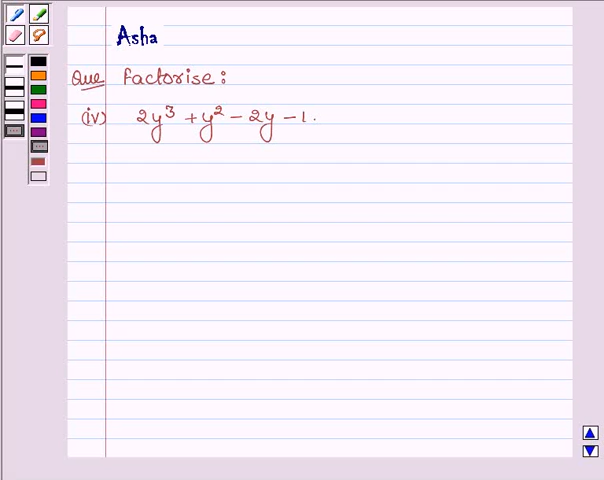 Asha
Que Factorise:
(iv) 2y³ + y² - 2y - 1.